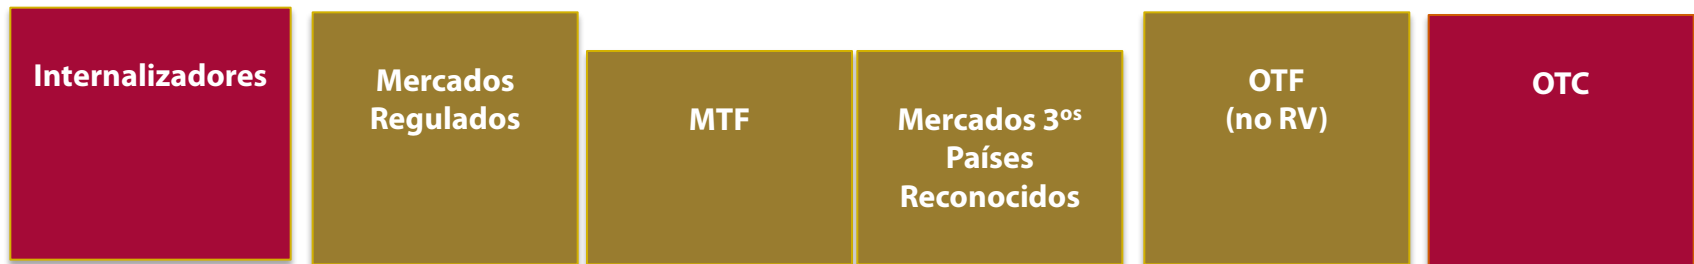 Internalizadores
Mercados
Regulados
MTF
Mercados 3ºˢ
Países
Reconocidos
OTF
(no RV)
OTC